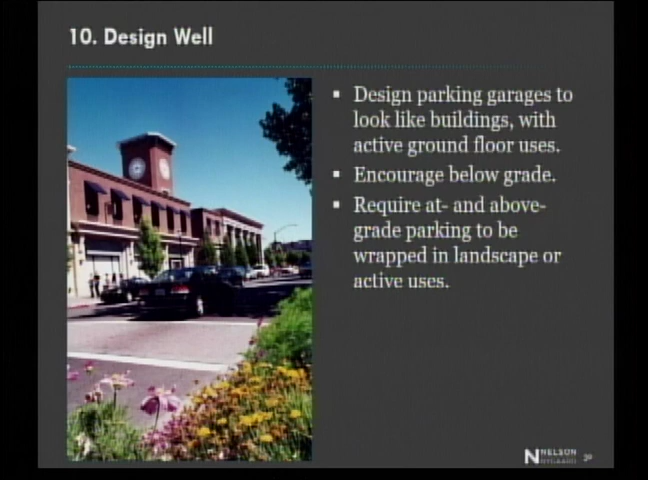 10. Design Well
▪ Design parking garages to
look like buildings, with
active ground floor uses.
▪ Encourage below grade.
▪ Require at- and above-
grade parking to be
wrapped in landscape or
active uses.
NELSON
NYGAARD